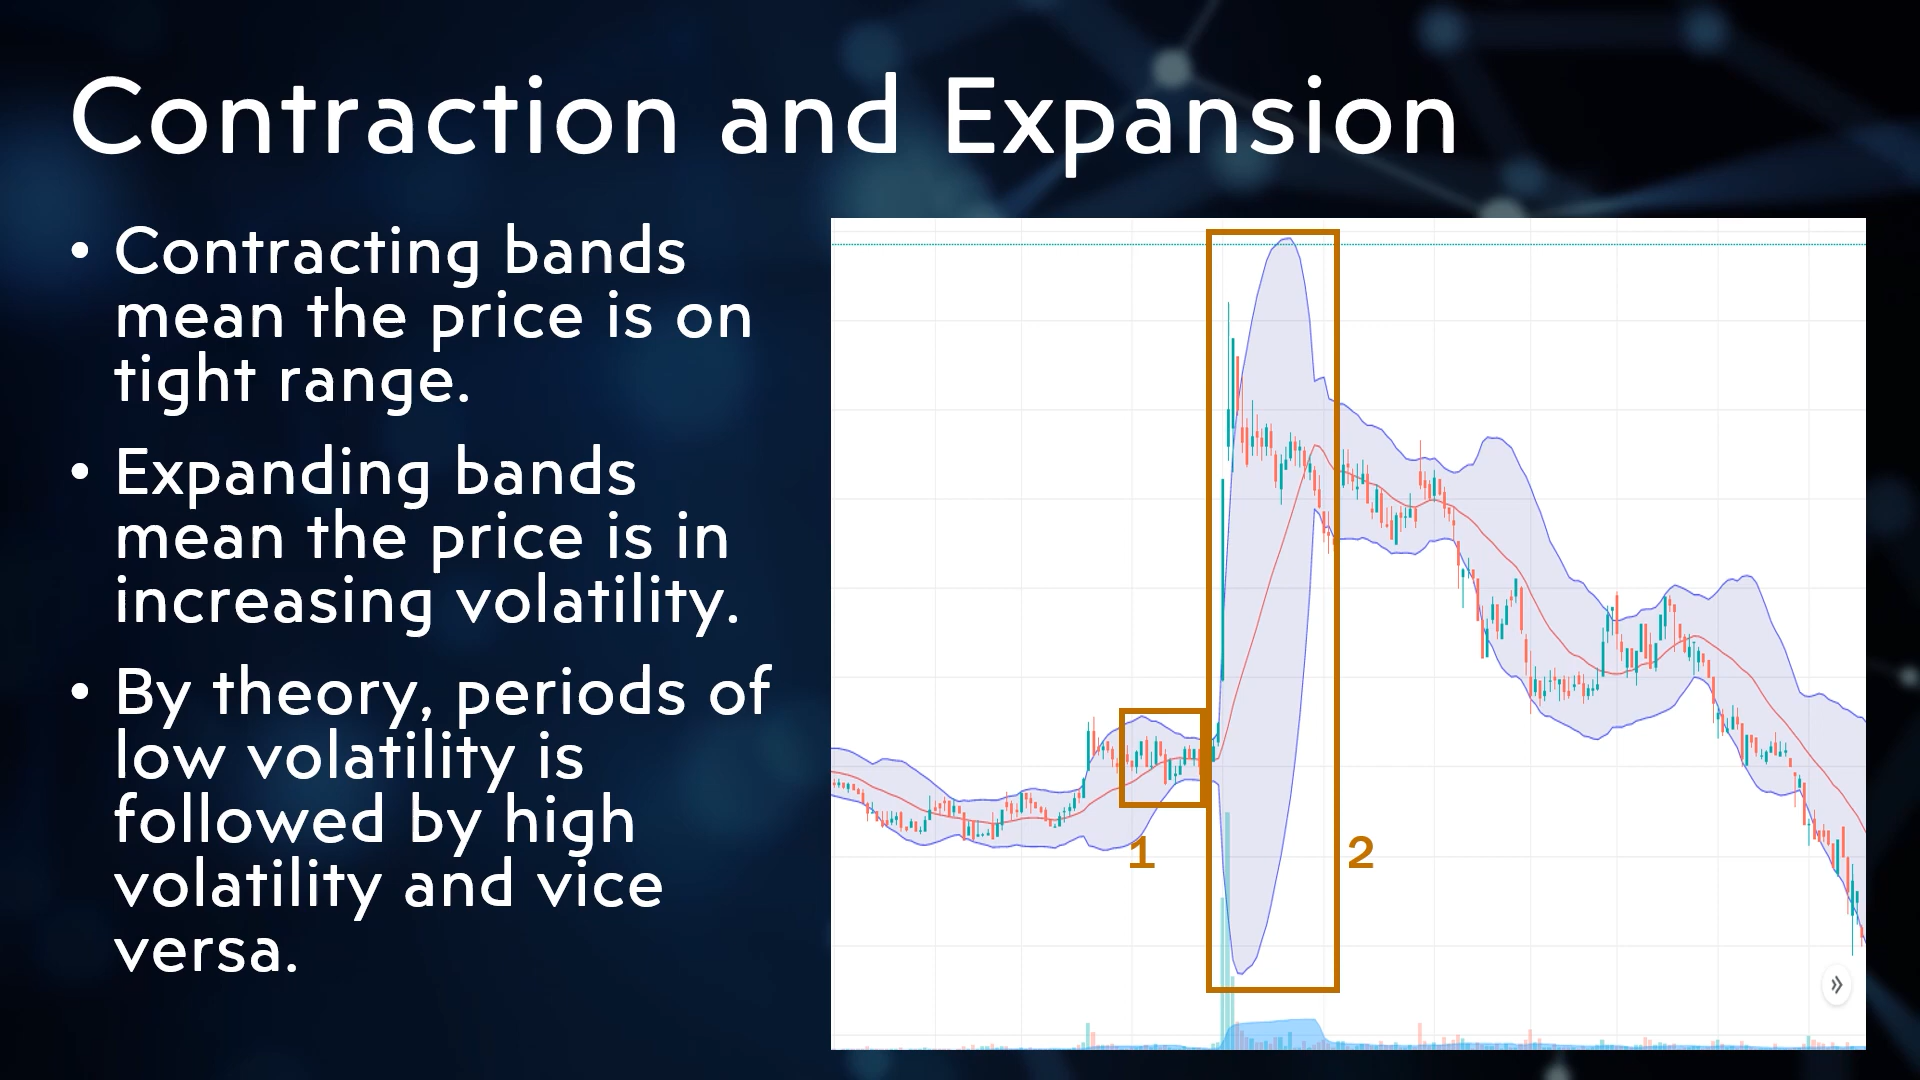 Contraction and Expansion
• Contracting bands
mean the price is on
tight range.
• Expanding bands
mean the price is in
increasing volatility.
• By theory, periods of
low volatility is
followed by high
volatility and vice
versa.
1
2